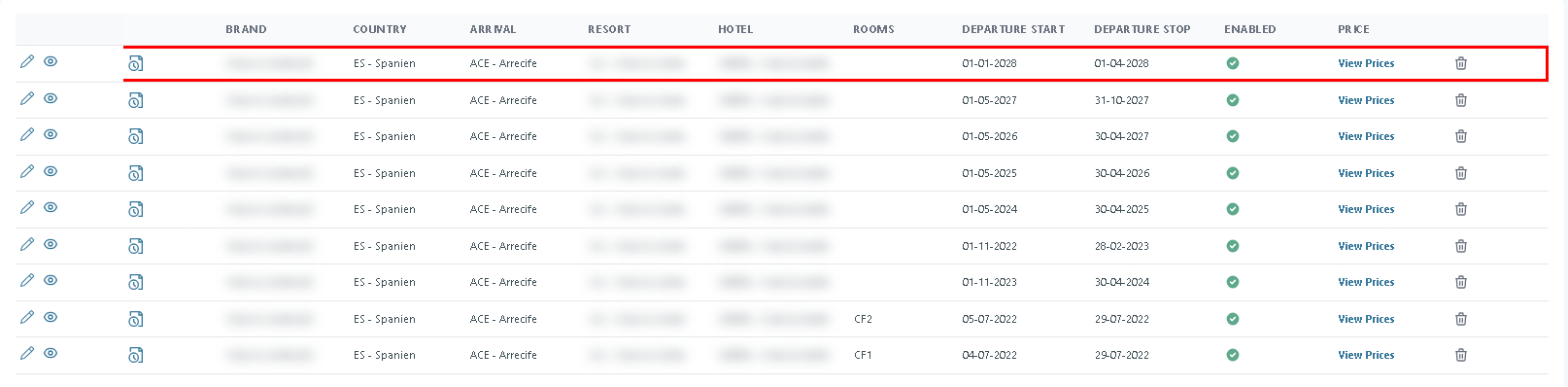 BRAND COUNTRY ARRIVAL RESORT HOTEL ROOMS DEPARTURE START DEPARTURE STOP ENABLED PRICE
ES - Spanien ACE - Arrecife 01-01-2028 01-04-2028 View Prices
ES - Spanien ACE - Arrecife 01-05-2027 31-10-2027 View Prices
ES - Spanien ACE - Arrecife 01-05-2026 30-04-2027 View Prices
ES - Spanien ACE - Arrecife 01-05-2025 30-04-2026 View Prices
ES - Spanien ACE - Arrecife 01-05-2024 30-04-2025 View Prices
ES - Spanien ACE - Arrecife 01-11-2022 28-02-2023 View Prices
ES - Spanien ACE - Arrecife 01-11-2023 30-04-2024 View Prices
ES - Spanien ACE - Arrecife CF2 05-07-2022 29-07-2022 View Prices
ES - Spanien ACE - Arrecife CF1 04-07-2022 29-07-2022 View Prices